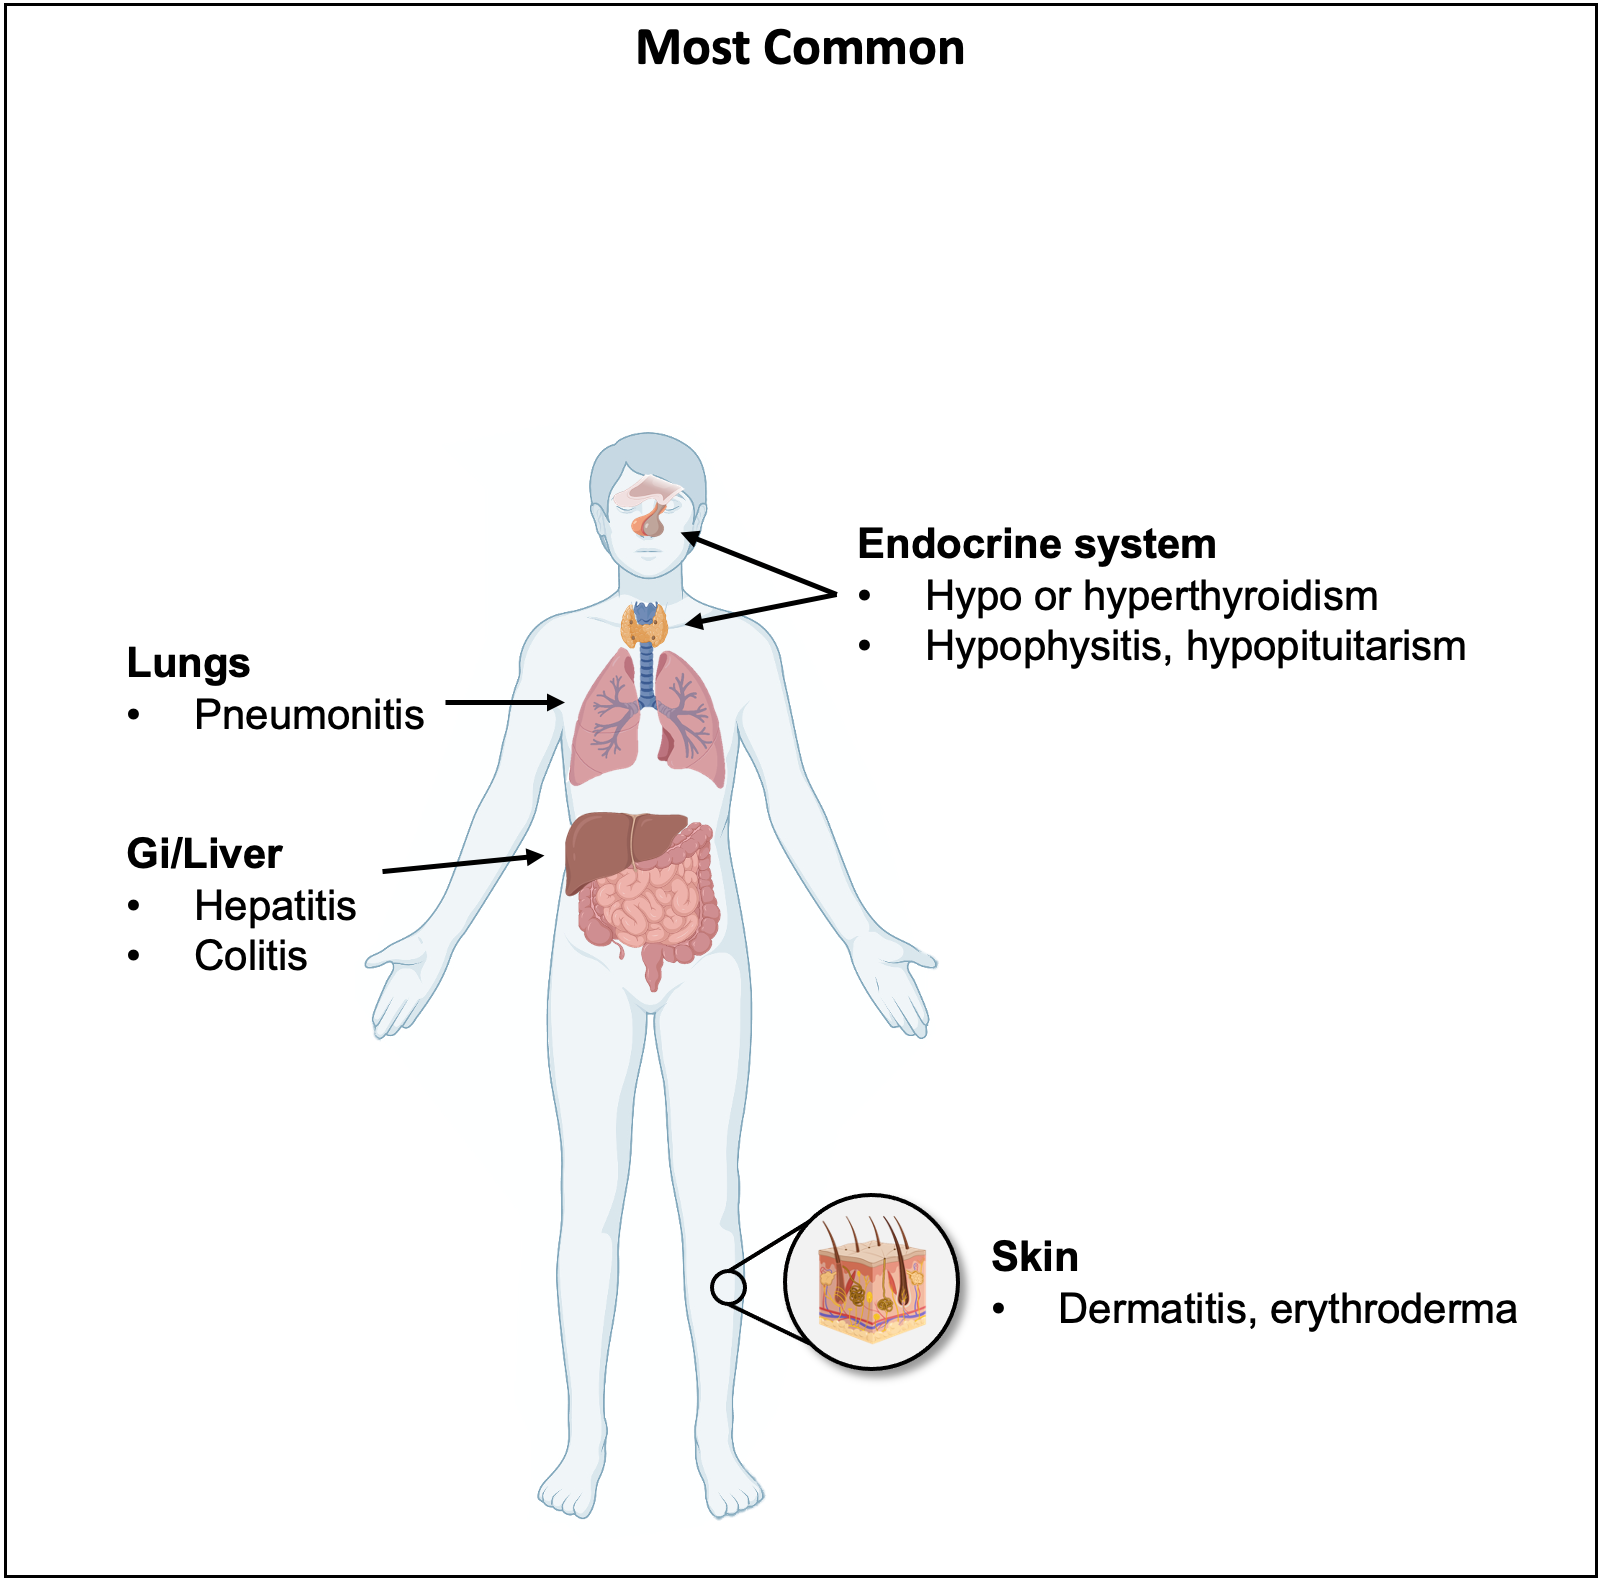 Most Common
Endocrine system
• Hypo or hyperthyroidism
• Hypophysitis, hypopituitarism
Lungs
• Pneumonitis
Gi/Liver
• Hepatitis
• Colitis
Skin
• Dermatitis, erythroderma